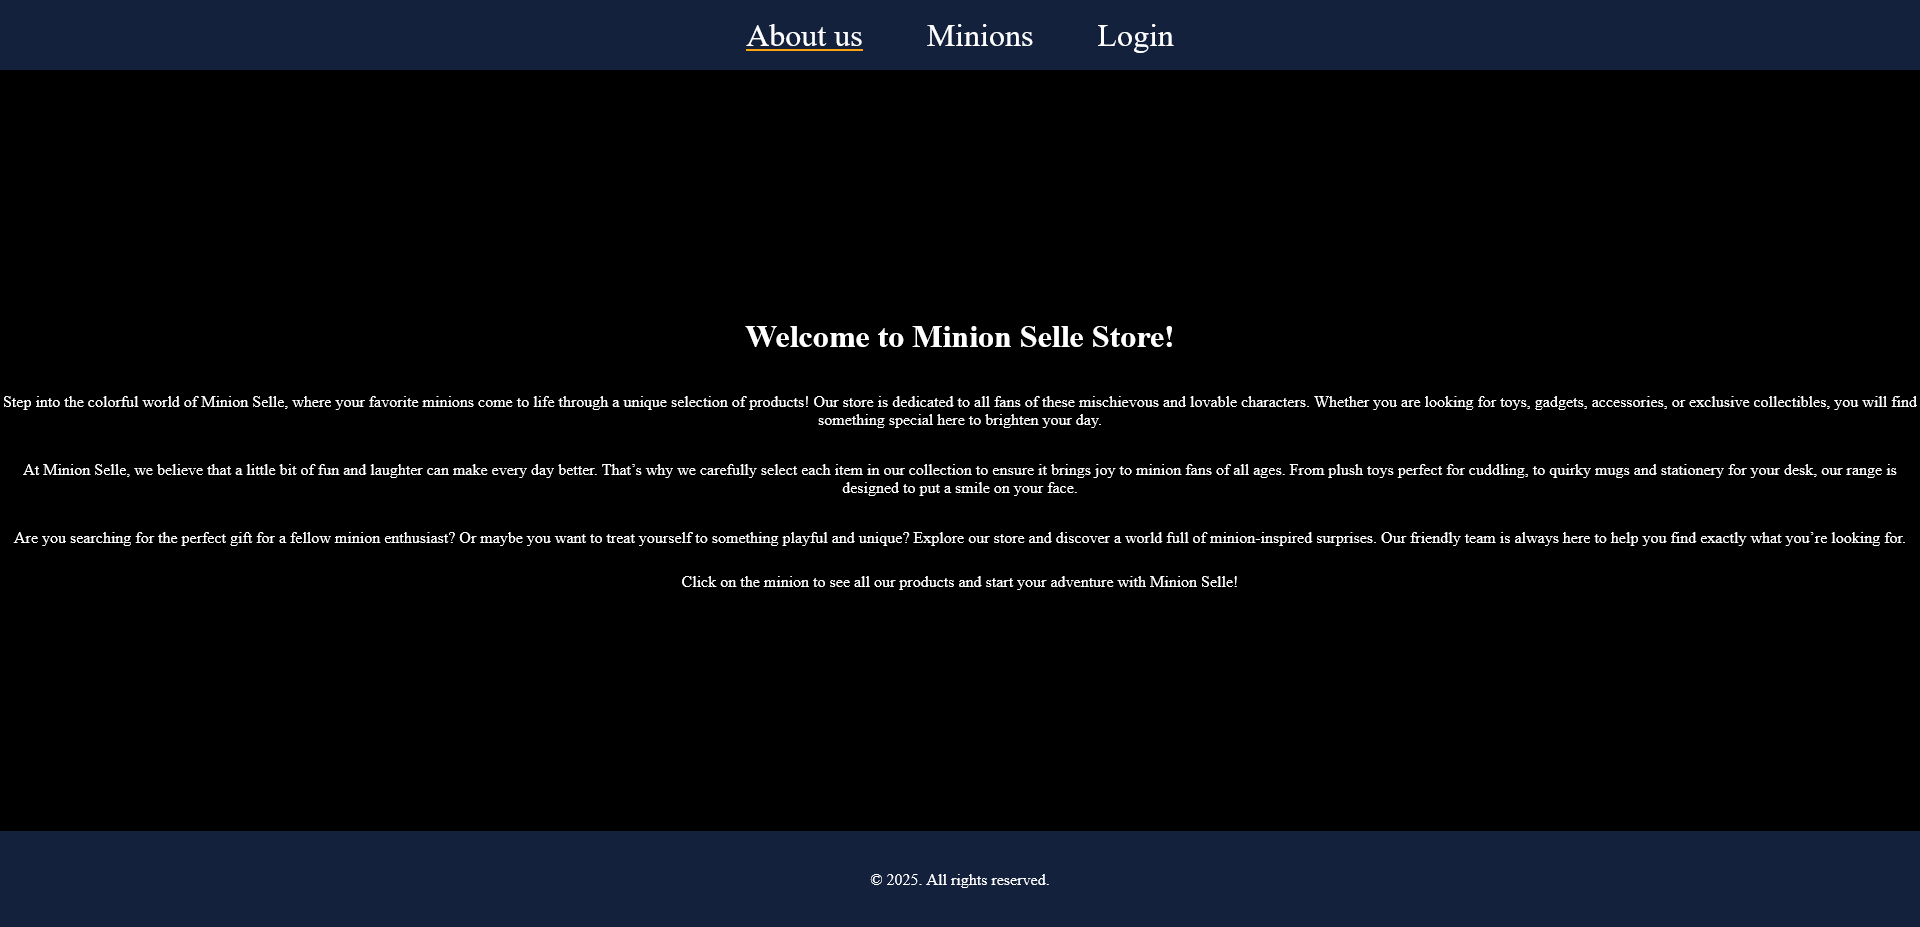 About us Minions Login
Welcome to Minion Selle Store!
Step into the colorful world of Minion Selle, where your favorite minions come to life through a unique selection of products! Our store is dedicated to all fans of these mischievous and lovable characters. Whether you are looking for toys, gadgets, accessories, or exclusive collectibles, you will find
something special here to brighten your day.
At Minion Selle, we believe that a little bit of fun and laughter can make every day better. That’s why we carefully select each item in our collection to ensure it brings joy to minion fans of all ages. From plush toys perfect for cuddling, to quirky mugs and stationery for your desk, our range is
designed to put a smile on your face.
Are you searching for the perfect gift for a fellow minion enthusiast? Or maybe you want to treat yourself to something playful and unique? Explore our store and discover a world full of minion-inspired surprises. Our friendly team is always here to help you find exactly what you’re looking for.
Click on the minion to see all our products and start your adventure with Minion Selle!
© 2025. All rights reserved.